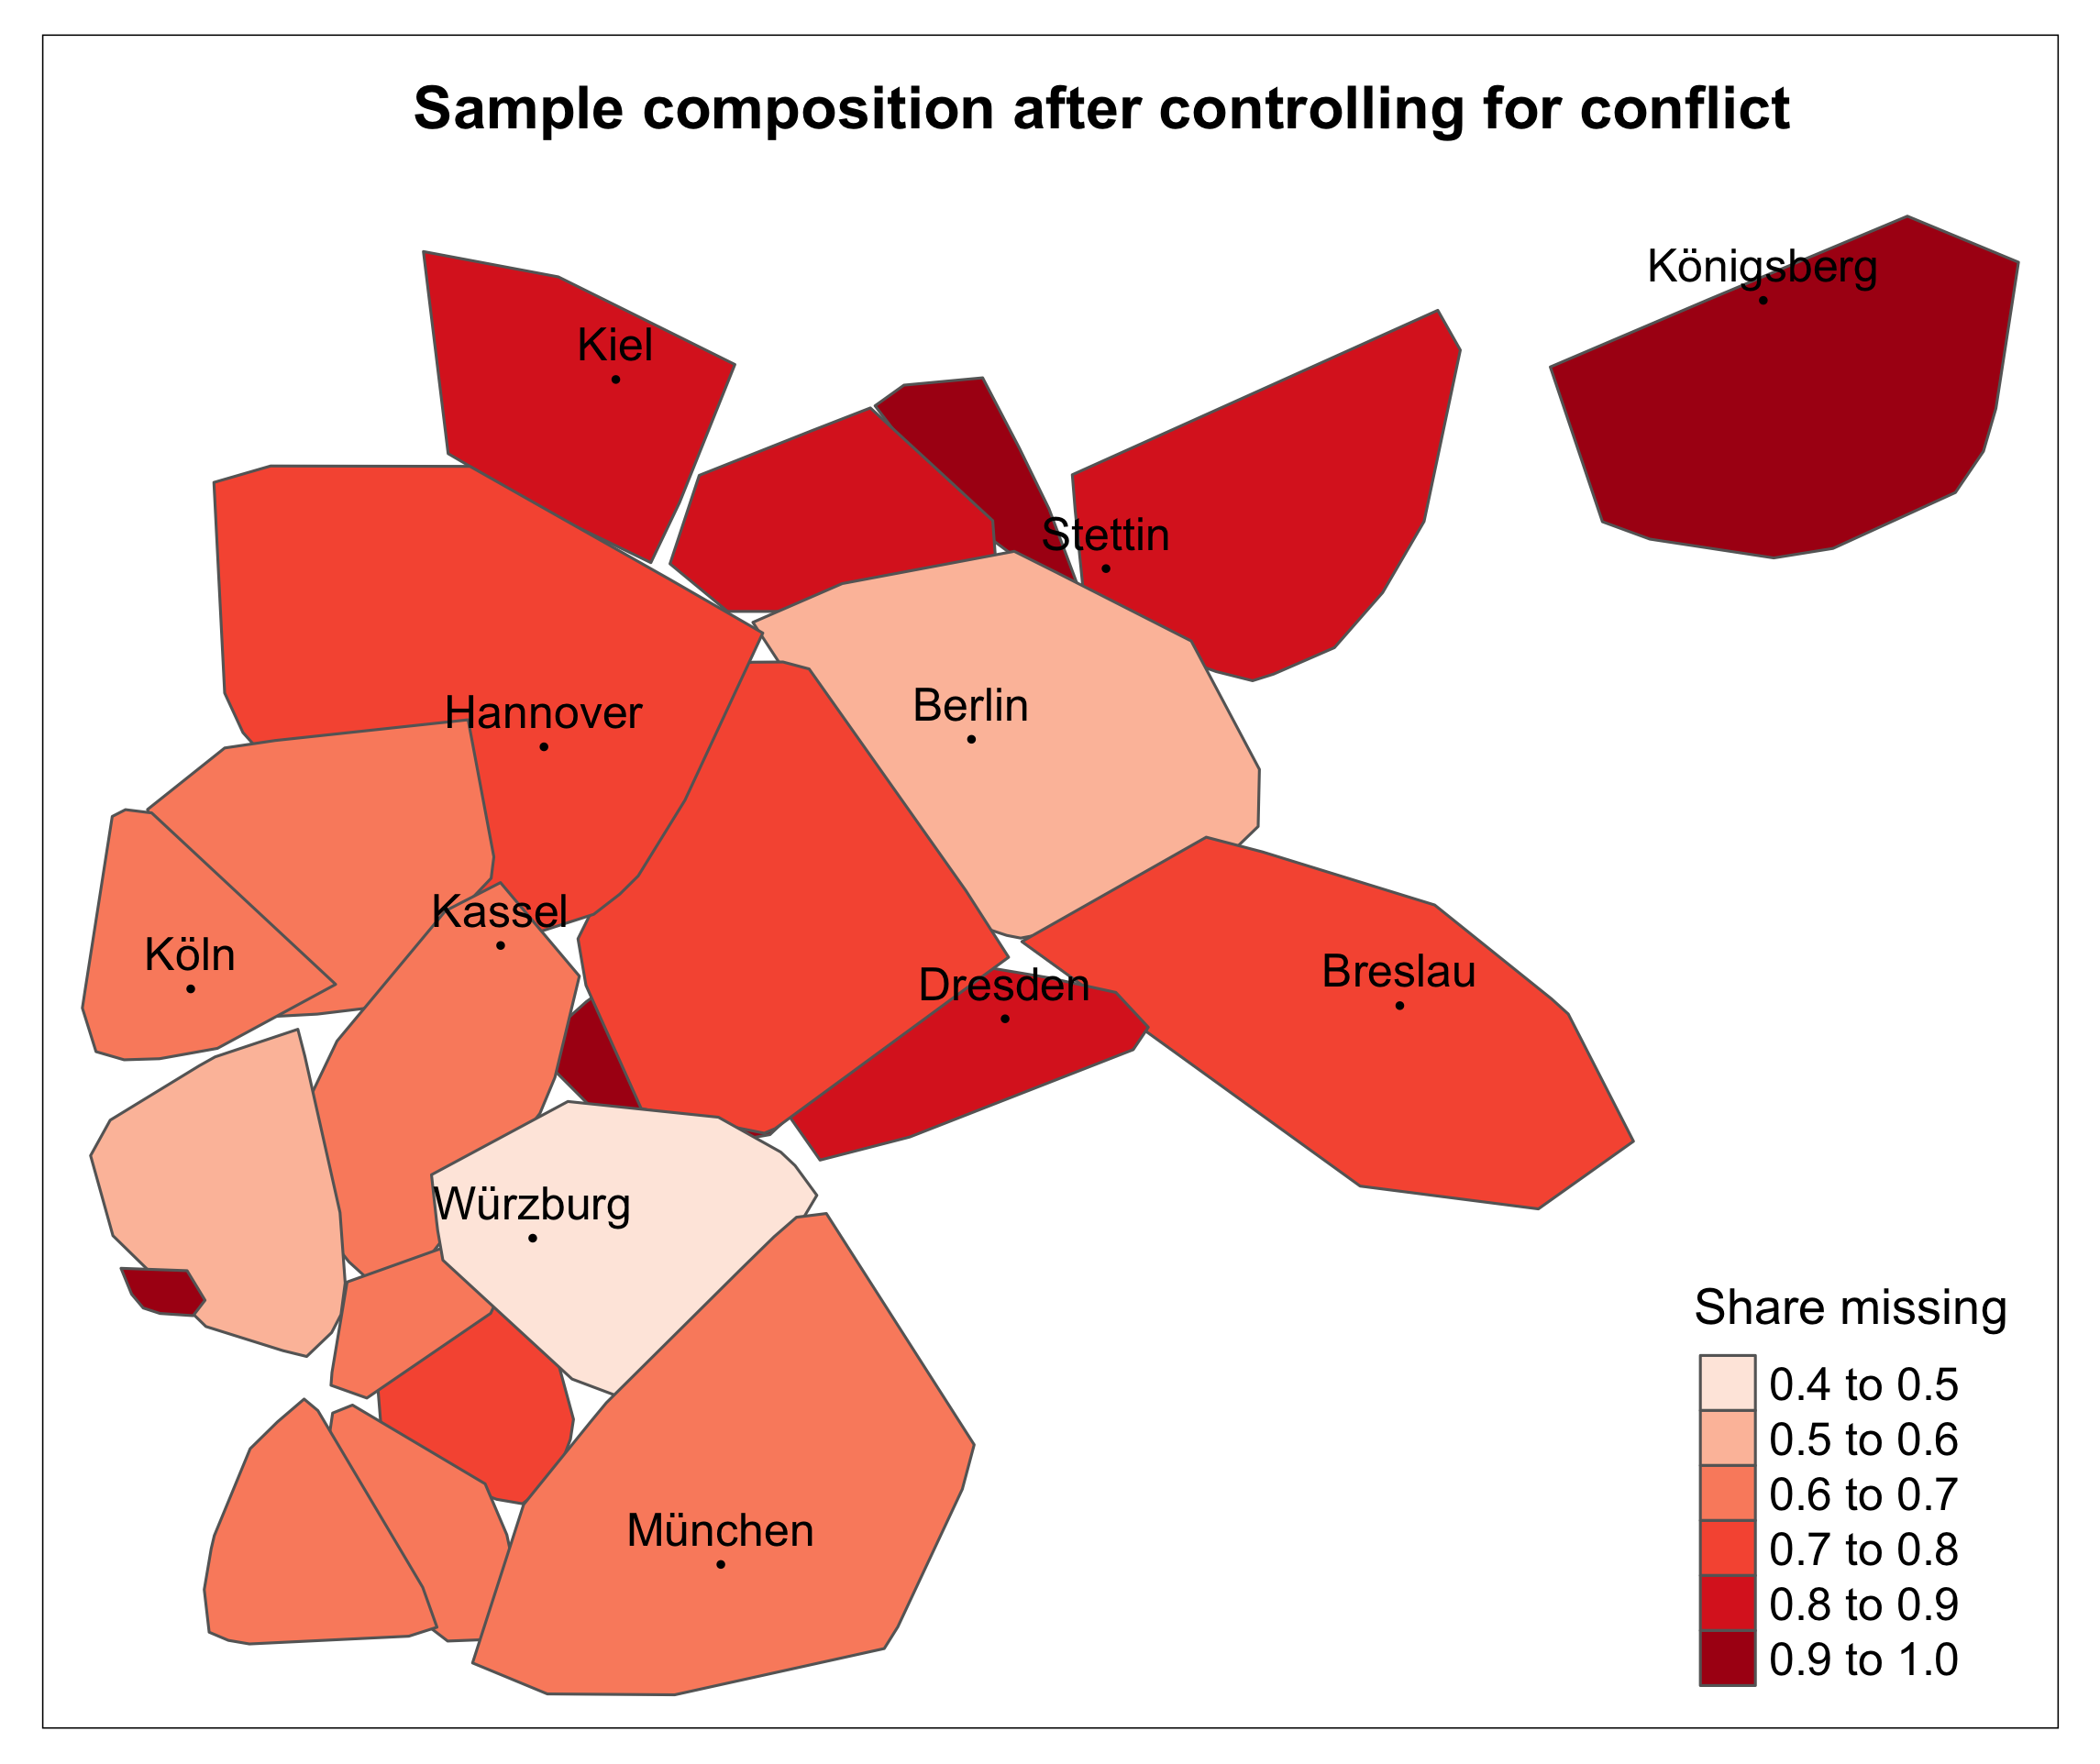 Sample composition after controlling for conflict
Königsberg
Kiel
Stettin
Hannover
Berlin
Kassel
Köln
Dresden
Breslau
Würzburg
München
Share missing
0.4 to 0.5
0.5 to 0.6
0.6 to 0.7
0.7 to 0.8
0.8 to 0.9
0.9 to 1.0